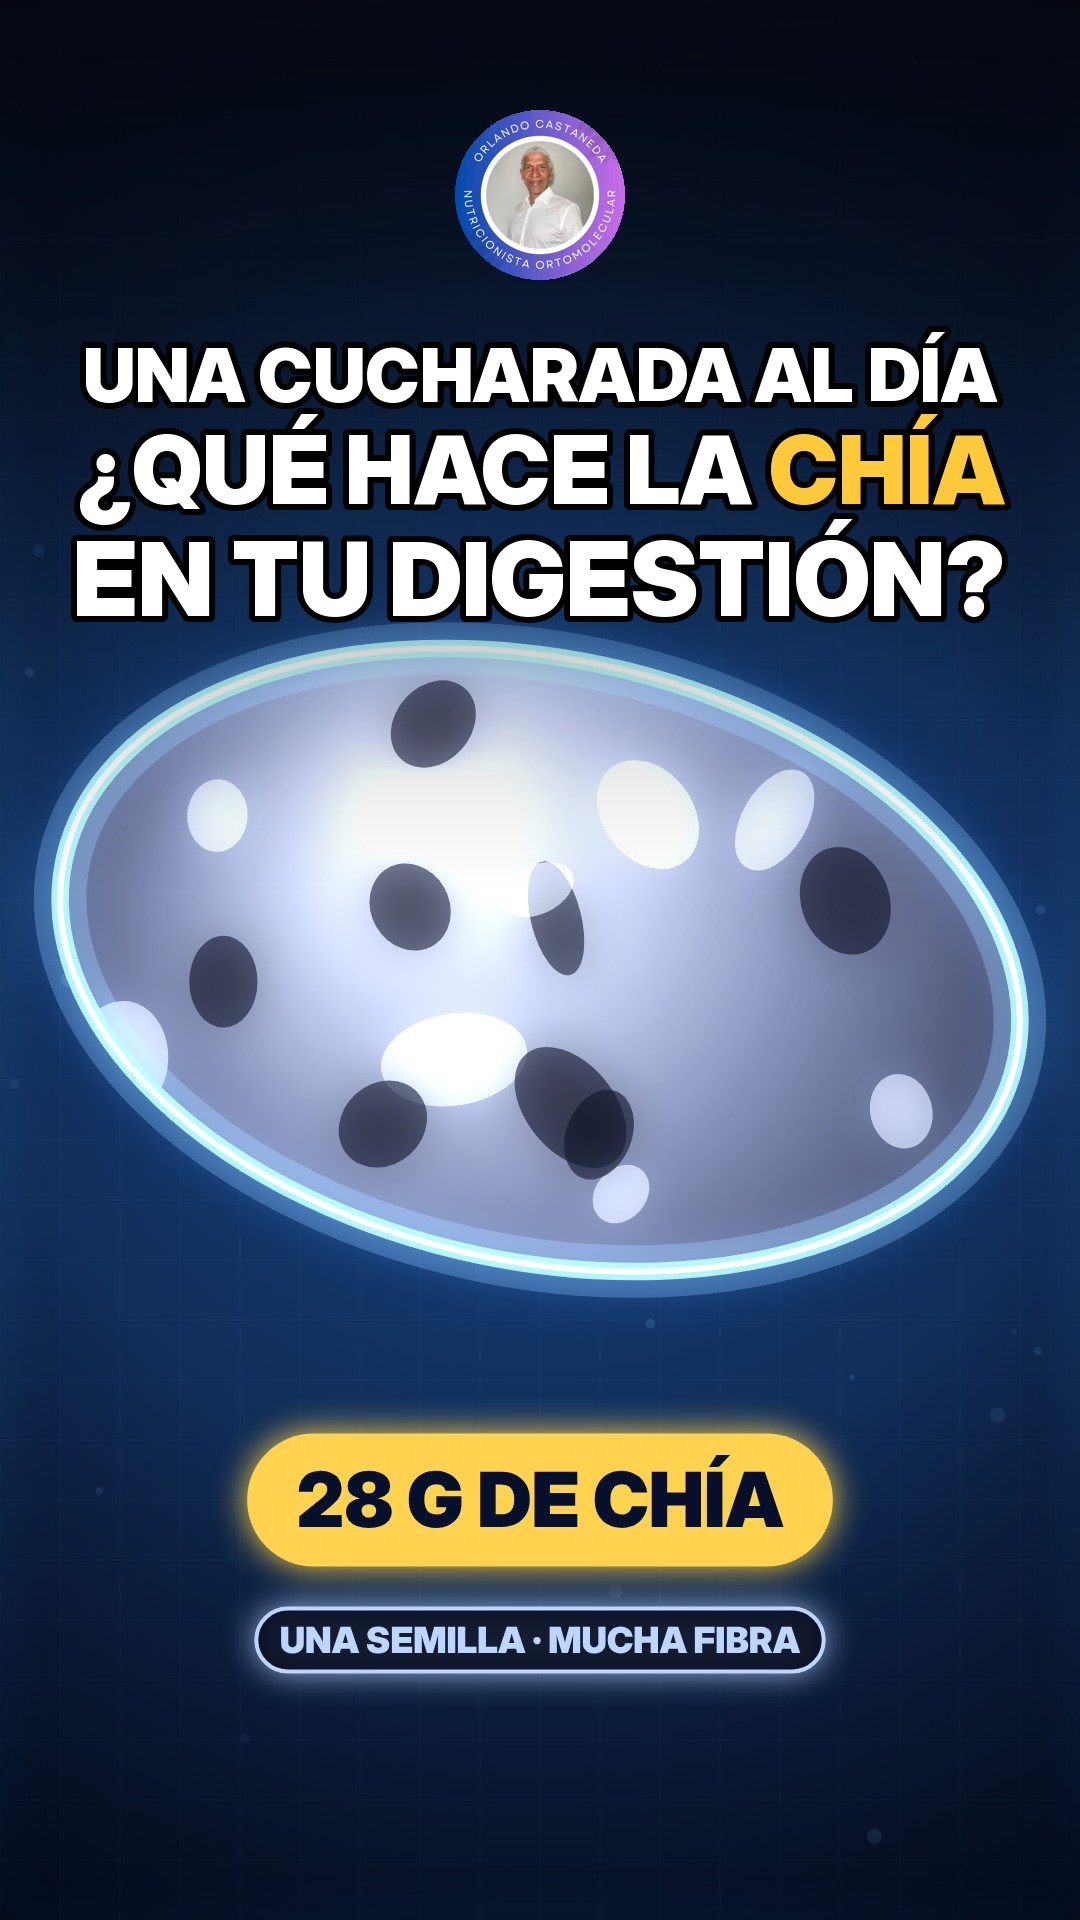 ORLANDO CASTANEDA
NUTRICIONISTA ORTOMOLECULAR
UNA CUCHARADA AL DÍA
¿QUÉ HACE LA CHÍA
EN TU DIGESTIÓN?
28 G DE CHÍA
UNA SEMILLA · MUCHA FIBRA